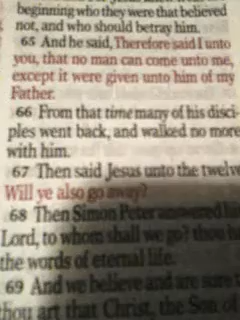 beginning who they were that believed
not, and who should betray him.
65 And he said, Therefore said I unto
you, that no man can come unto me,
except it were given unto him of my
Father.
66 From that time many of his disci-
ples went back, and walked no more
with him.
67 Then said Jesus unto the twelve
Will ye also go away?
68 Then Simon Peter answered
Lord, to whom shall we go? thou
the words of eternal life.
69 And we believe and are sure
thou art that Christ, the Son of